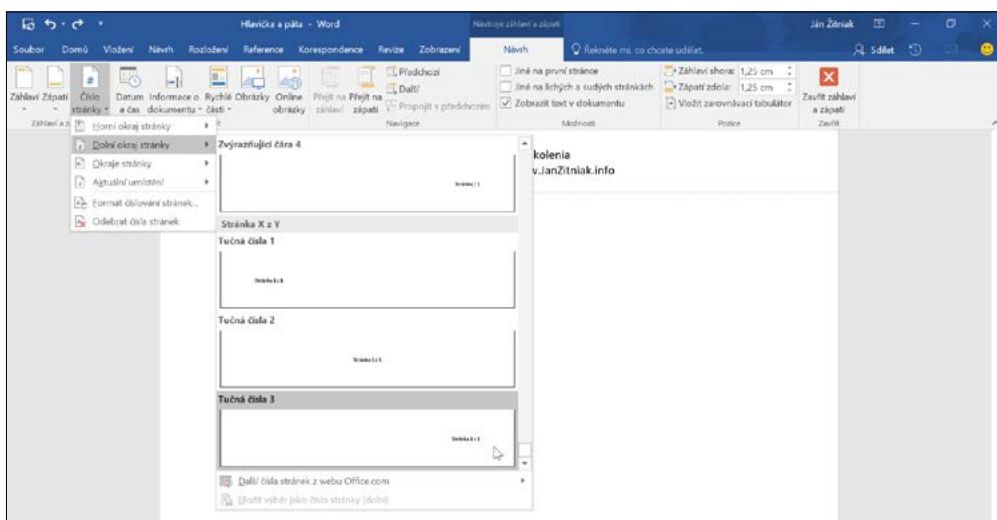 Hlavička a päta - Word
Nástroje záhlaví a zápatí
Ján Žitniak
Soubor Domů Vložení Návrh Rozložení Reference Korespondence Revize Zobrazení Návrh Řekněte mi, co chcete udělat. Sdílet
Záhlaví Zápatí Číslo stránky Datum a čas Informace o dokumentu Rychlé části Obrázky Online obrázky Přejít na záhlaví Přejít na zápatí
Předchozí
Další
Propojit s předchozím
Navigace
Jiné na první stránce
Jiné na lichých a sudých stránkách
Zobrazit text v dokumentu
Možnosti
Záhlaví shora: 1,25 cm
Zápatí zdola: 1,25 cm
Vložit zarovnávací tabulátor
Pozice
Zavřít záhlaví a zápatí
Zavřít
Záhlaví a z
Horní okraj stránky
Dolní okraj stránky
Okraje stránky
Aktuální umístění
Formát číslování stránek...
Odebrat čísla stránek
Zvýrazňující čára 4
Stránka X z Y
Tučná čísla 1
Tučná čísla 2
Tučná čísla 3
Další čísla stránek z webu Office.com
Uložit výběr jako číslo stránky (dolní)
kolenia
v.JanZitniak.info